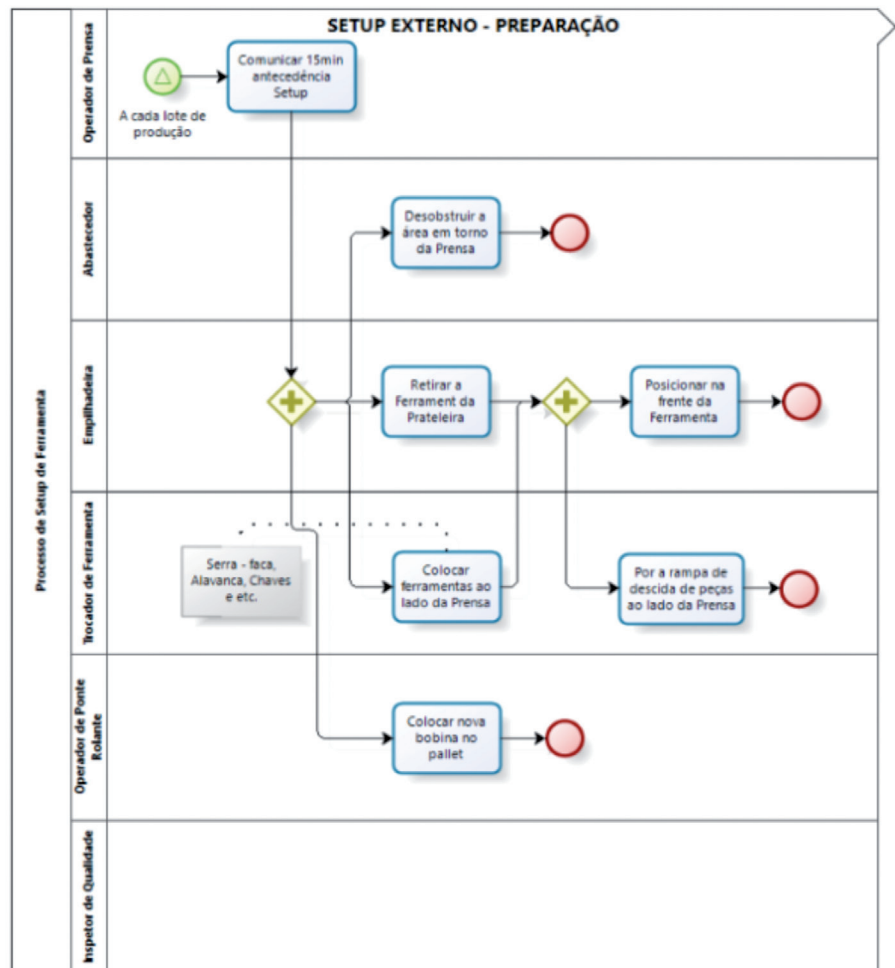 SETUP EXTERNO - PREPARAÇÃO
Processo de Setup de Ferramenta
Operador de Prensa
A cada lote de
produção
Comunicar 15min
antecedência
Setup
Abastecedor
Desobstruir a
área em torno
da Prensa
Empilhadeira
Retirar a
Ferrament da
Prateleira
Posicionar na
frente da
Ferramenta
Trocador de Ferramenta
Serra - faca,
Alavanca, Chaves
e etc.
Colocar
ferramentas ao
lado da Prensa
Por a rampa de
descida de peças
ao lado da Prensa
Operador de Ponte
Rolante
Colocar nova
bobina no
pallet
Inspetor de Qualidade